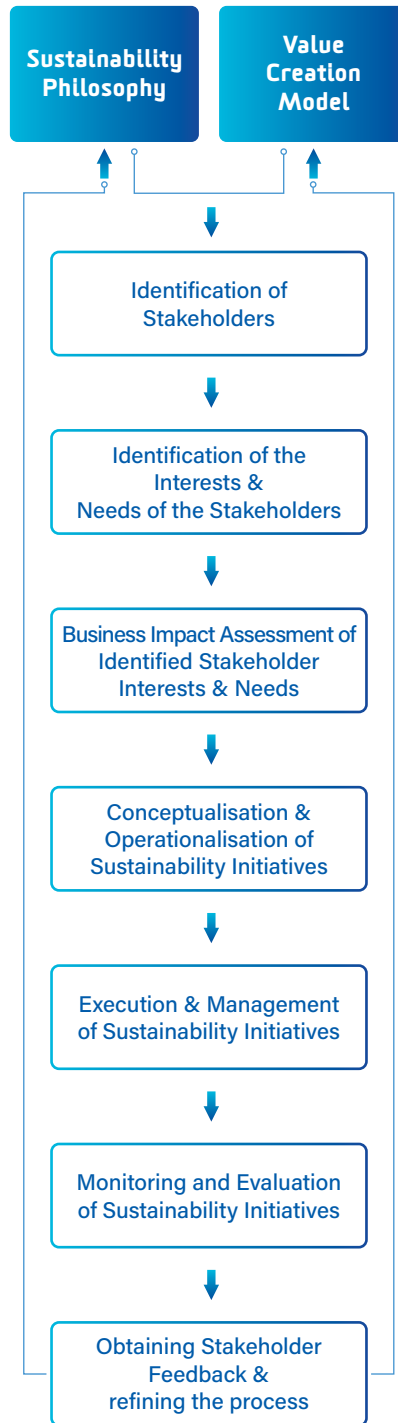 Sustainability
Philosophy
Value
Creation
Model
Identification of
Stakeholders
Identification of the
Interests &
Needs of the Stakeholders
Business Impact Assessment of
Identified Stakeholder
Interests & Needs
Conceptualisation &
Operationalisation of
Sustainability Initiatives
Execution & Management
of Sustainability Initiatives
Monitoring and Evaluation
of Sustainability Initiatives
Obtaining Stakeholder
Feedback &
refining the process